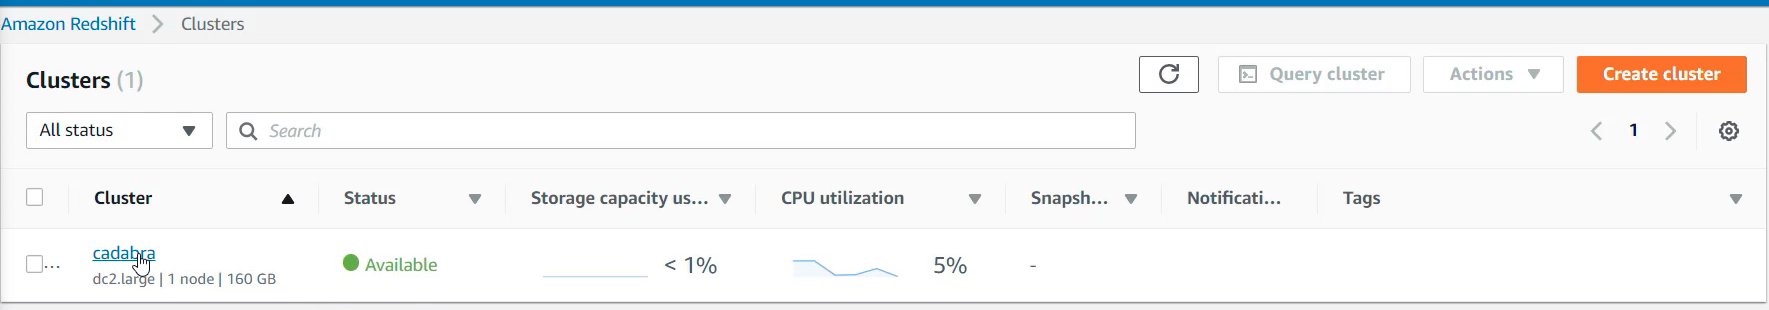 Amazon Redshift > Clusters
Clusters (1)
Query cluster
Actions
Create cluster
All status
Search
1
Cluster
Status
Storage capacity us...
CPU utilization
Snapsh...
Notificati...
Tags
...
cadabra
dc2.large | 1 node | 160 GB
Available
< 1%
5%
-